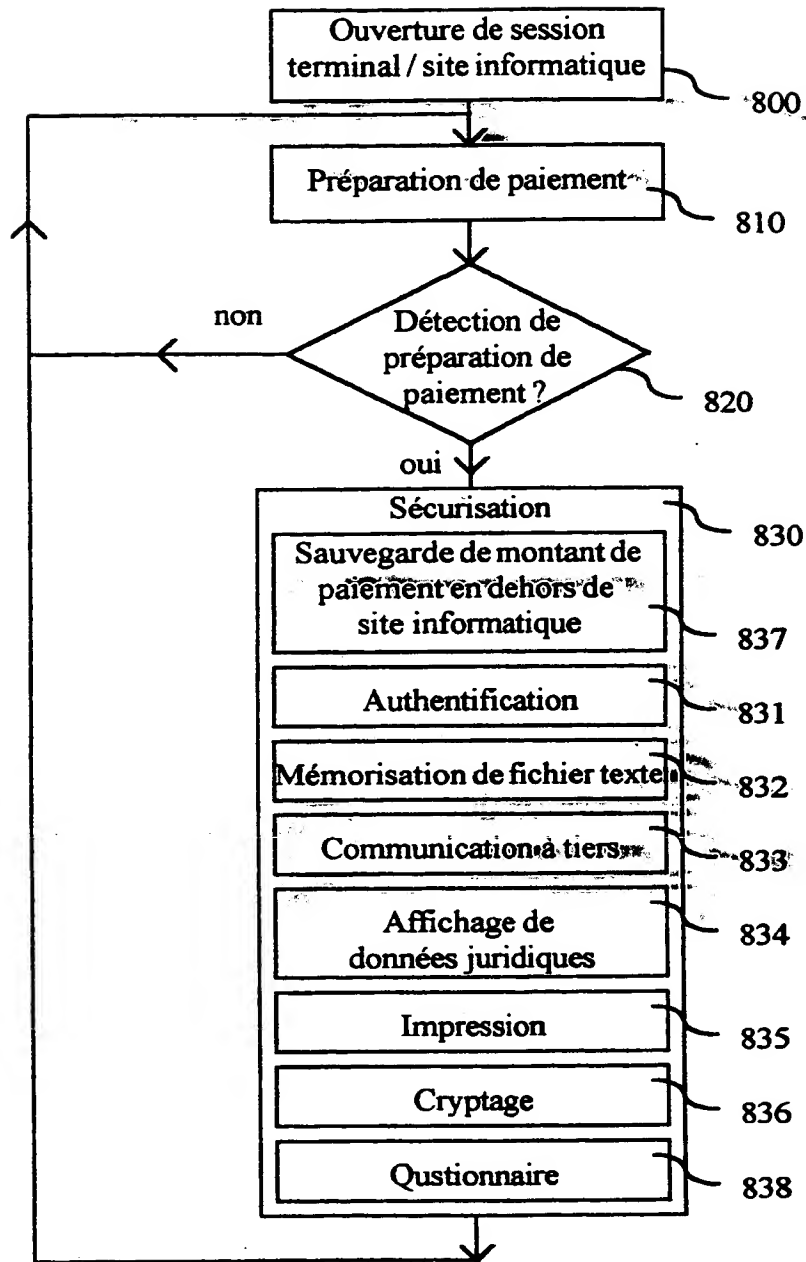 Ouverture de session
terminal / site informatique
800
Préparation de paiement
810
non
Détection de
préparation de
paiement ?
820
oui
Sécurisation
830
Sauvegarde de montant de
paiement en dehors de
site informatique
837
Authentification
831
Mémorisation de fichier texte
832
Communication à tiers
833
Affichage de
données juridiques
834
Impression
835
Cryptage
836
Qustionnaire
838